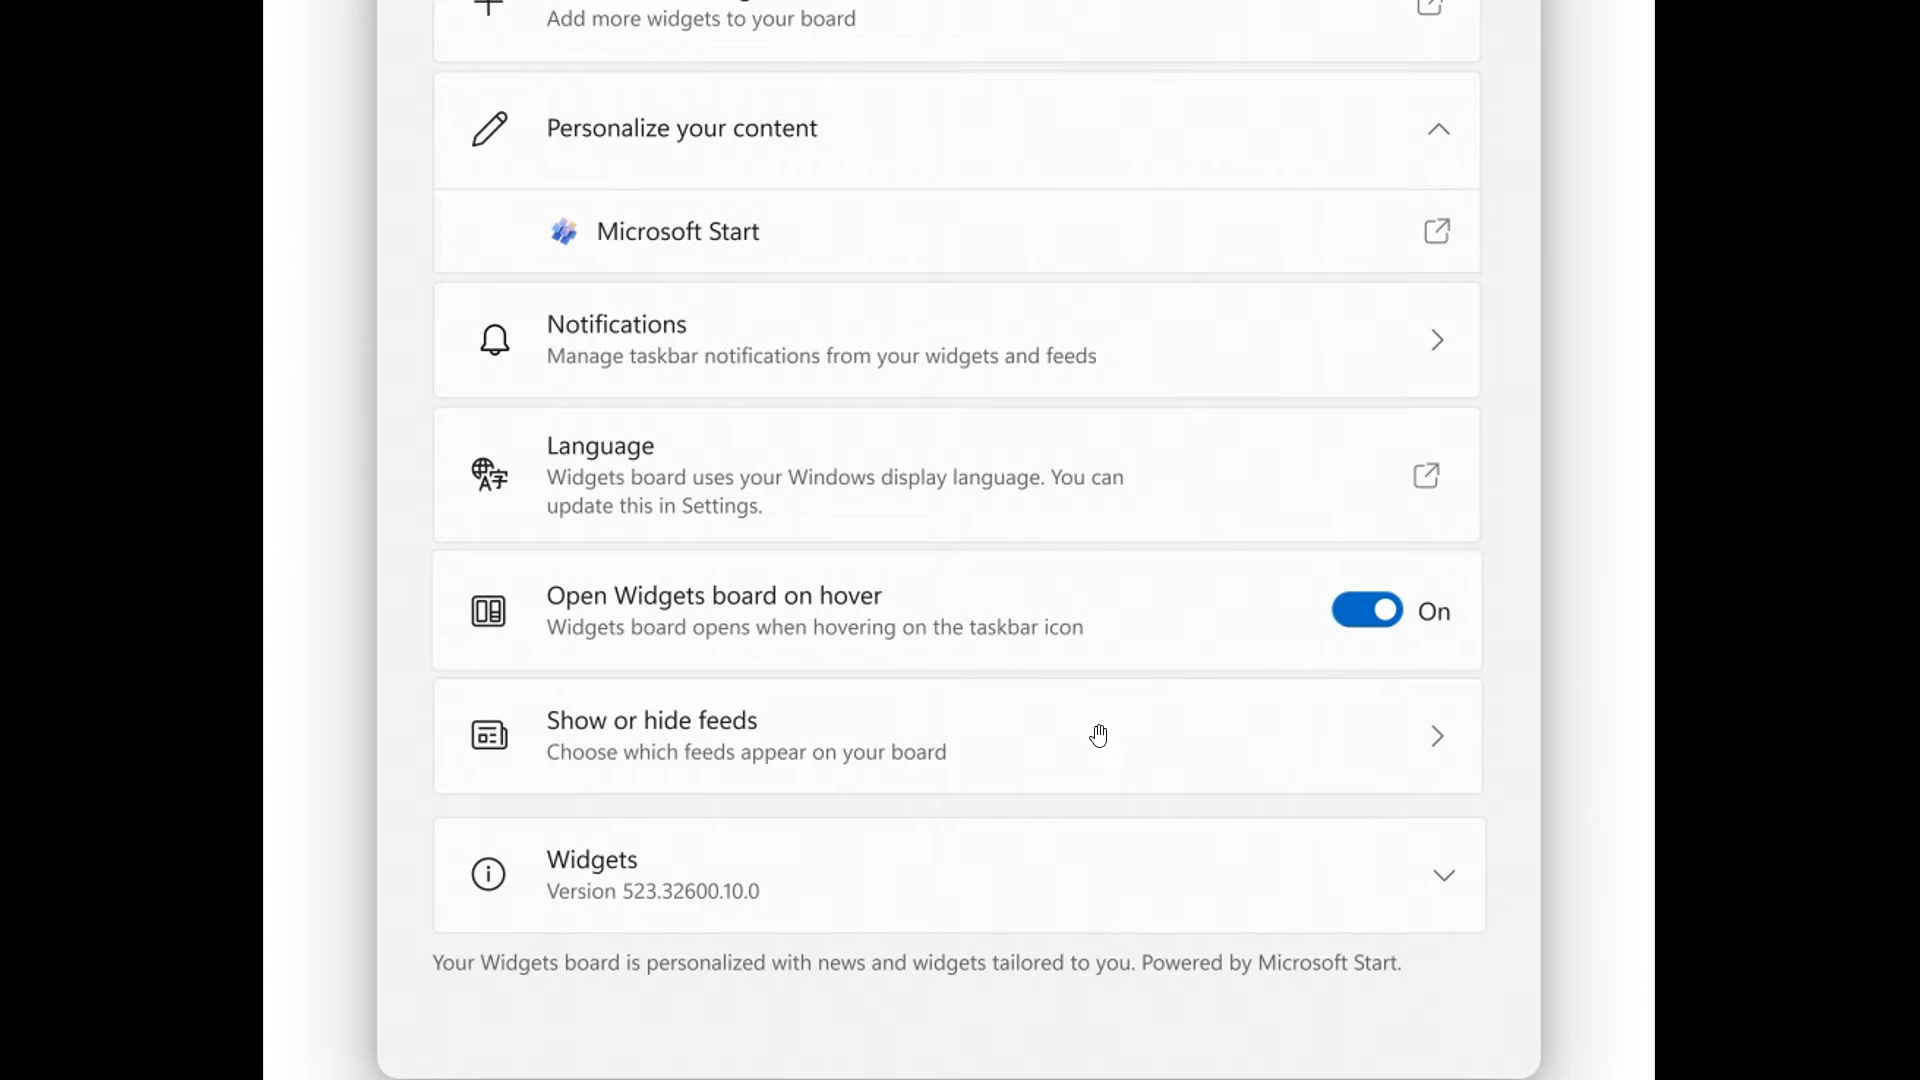 Add more widgets to your board
Personalize your content
Microsoft Start
Notifications
Manage taskbar notifications from your widgets and feeds
Language
Widgets board uses your Windows display language. You can
update this in Settings.
Open Widgets board on hover
Widgets board opens when hovering on the taskbar icon
On
Show or hide feeds
Choose which feeds appear on your board
Widgets
Version 523.32600.10.0
Your Widgets board is personalized with news and widgets tailored to you. Powered by Microsoft Start.